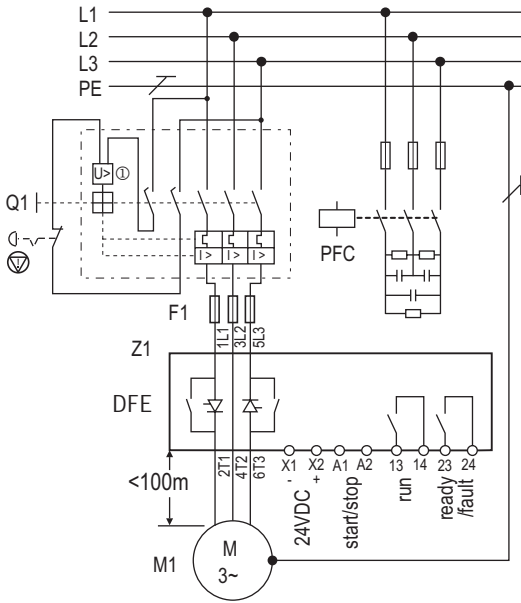 L1
L2
L3
PE
U> ①
Q1
I> I> I>
PFC
F1
1L1
3L2
5L3
Z1
DFE
2T1
4T2
6T3
X1 X2 A1 A2 13 14 23 24
- +
24VDC
start/stop
run
ready
/fault
<100m
M1
M
3~